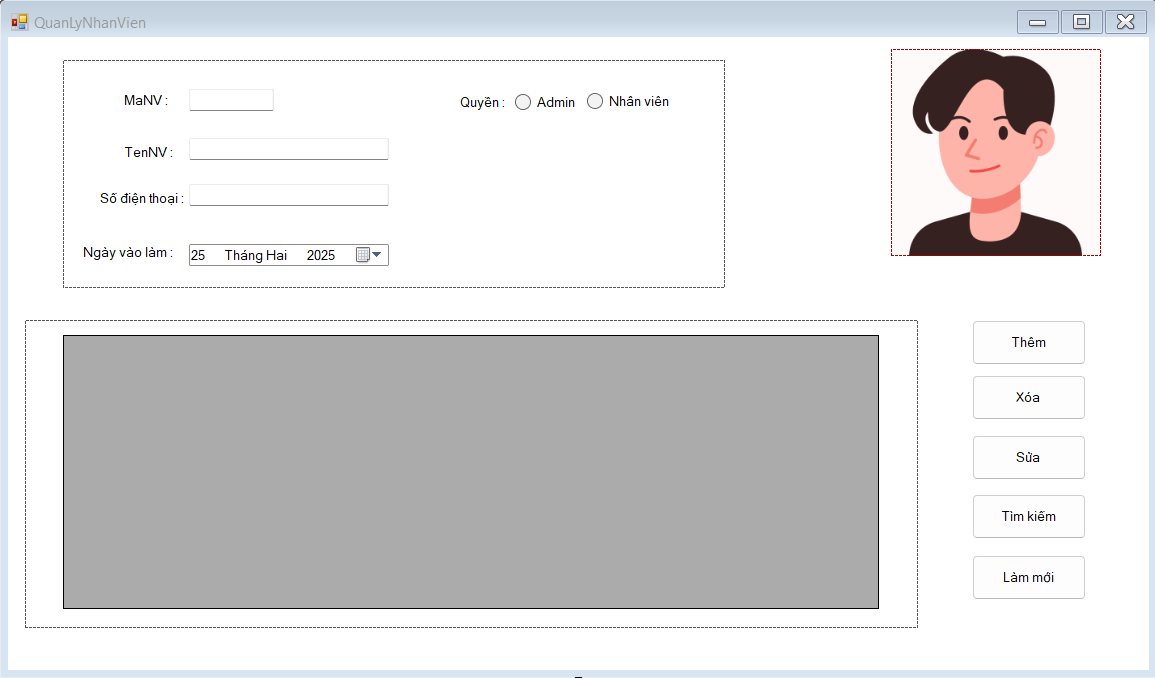 QuanLyNhanVien
MaNV :
Quyền : Admin Nhân viên
TenNV :
Số điện thoại :
Ngày vào làm : 25 Tháng Hai 2025
Thêm
Xóa
Sửa
Tìm kiếm
Làm mới